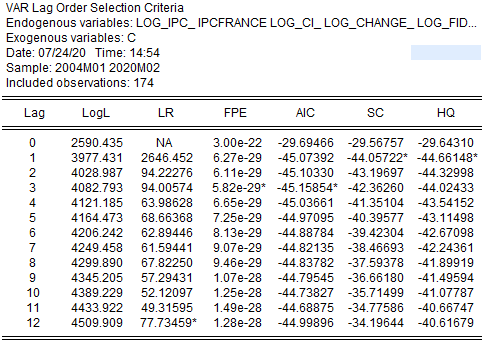 VAR Lag Order Selection Criteria
Endogenous variables: LOG_IPC_ IPCFRANCE LOG_CI_ LOG_CHANGE_ LOG_FID...
Exogenous variables: C
Date: 07/24/20 Time: 14:54
Sample: 2004M01 2020M02
Included observations: 174
Lag LogL LR FPE AIC SC HQ
0 2590.435 NA 3.00e-22 -29.69466 -29.56757 -29.64310
1 3977.431 2646.452 6.27e-29 -45.07392 -44.05722* -44.66148*
2 4028.987 94.22276 6.11e-29 -45.10330 -43.19697 -44.32998
3 4082.793 94.00574 5.82e-29* -45.15854* -42.36260 -44.02433
4 4121.185 63.98628 6.65e-29 -45.03661 -41.35104 -43.54152
5 4164.473 68.66368 7.25e-29 -44.97095 -40.39577 -43.11498
6 4206.242 62.89446 8.13e-29 -44.88784 -39.42304 -42.67098
7 4249.458 61.59441 9.07e-29 -44.82135 -38.46693 -42.24361
8 4299.890 67.82250 9.46e-29 -44.83782 -37.59378 -41.89919
9 4345.205 57.29431 1.07e-28 -44.79545 -36.66180 -41.49594
10 4389.229 52.12097 1.25e-28 -44.73827 -35.71499 -41.07787
11 4433.922 49.31595 1.49e-28 -44.68875 -34.77586 -40.66747
12 4509.909 77.73459* 1.28e-28 -44.99896 -34.19644 -40.61679